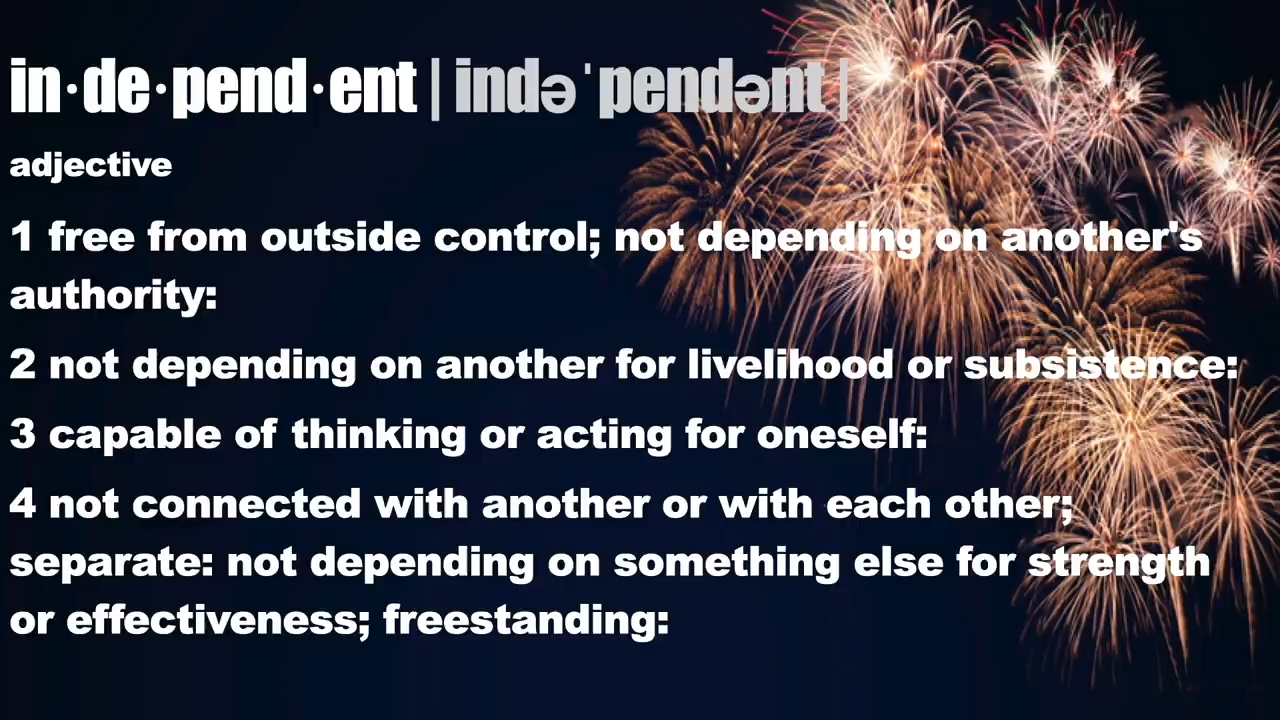 in·de·pend·ent | indəˈpendənt |
adjective
1 free from outside control; not depending on another's
authority:
2 not depending on another for livelihood or subsistence:
3 capable of thinking or acting for oneself:
4 not connected with another or with each other;
separate: not depending on something else for strength
or effectiveness; freestanding: